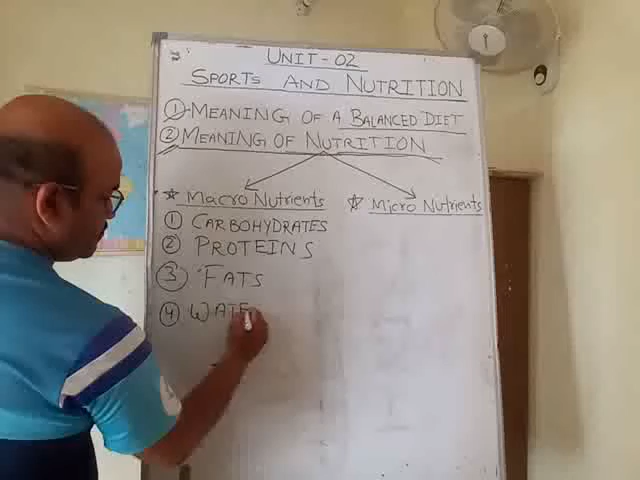 UNIT-02
SPORTS AND NUTRITION
① MEANING OF A BALANCED DIET
② MEANING OF NUTRITION
☆ Macro Nutrients
☆ Micro Nutrients
① CARBOHYDRATES
② PROTEINS
③ FATS
④ WATE